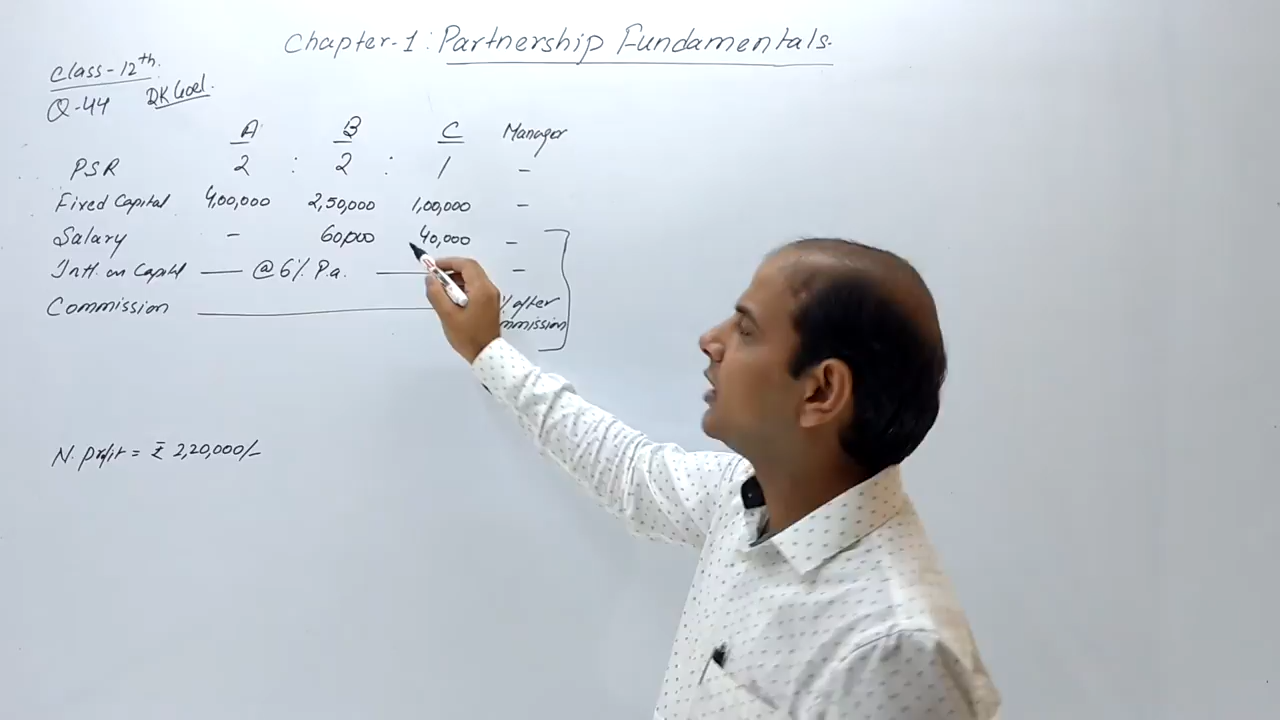 Chapter-1: Partnership Fundamentals.
Class-12th.
Q-44 DK Goel.
A B C Manager
PSR 2 : 2 : 1 -
Fixed Capital 4,00,000 2,50,000 1,00,000 -
Salary - 60,000 40,000 -
Intt. on Capital @ 6% P.a. -
Commission % after
mmission
N. Profit = ₹ 2,20,000/-